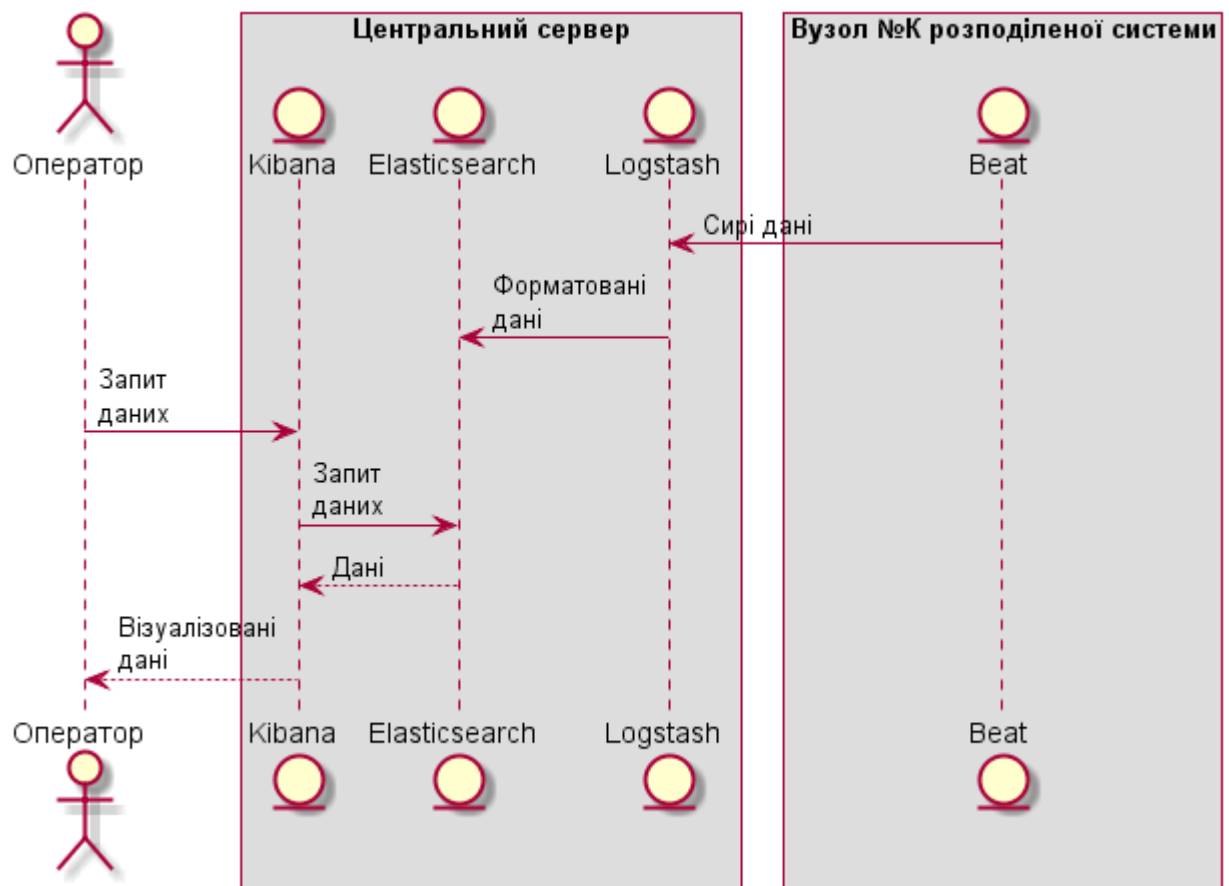 Центральний сервер
Вузол №К розподіленої системи
Оператор
Kibana
Elasticsearch
Logstash
Beat
Сирі дані
Форматовані
дані
Запит
даних
Запит
даних
Дані
Візуалізовані
дані
Оператор
Kibana
Elasticsearch
Logstash
Beat